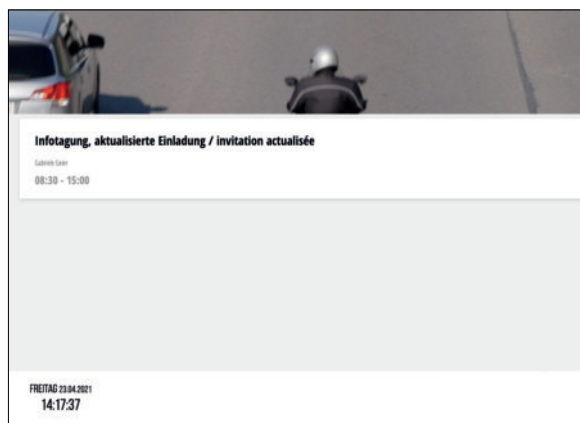 Infotagung, aktualisierte Einladung / invitation actualisée
08:30 - 15:00
FREITAG 23.04.2021
14:17:37